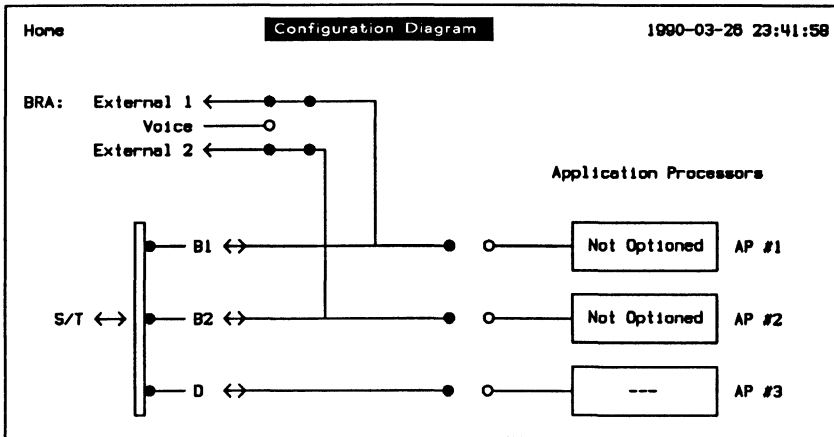 Home Configuration Diagram 1990-03-26 23:41:58
BRA: External 1
Voice
External 2
Application Processors
B1 Not Optioned AP #1
S/T B2 Not Optioned AP #2
D --- AP #3